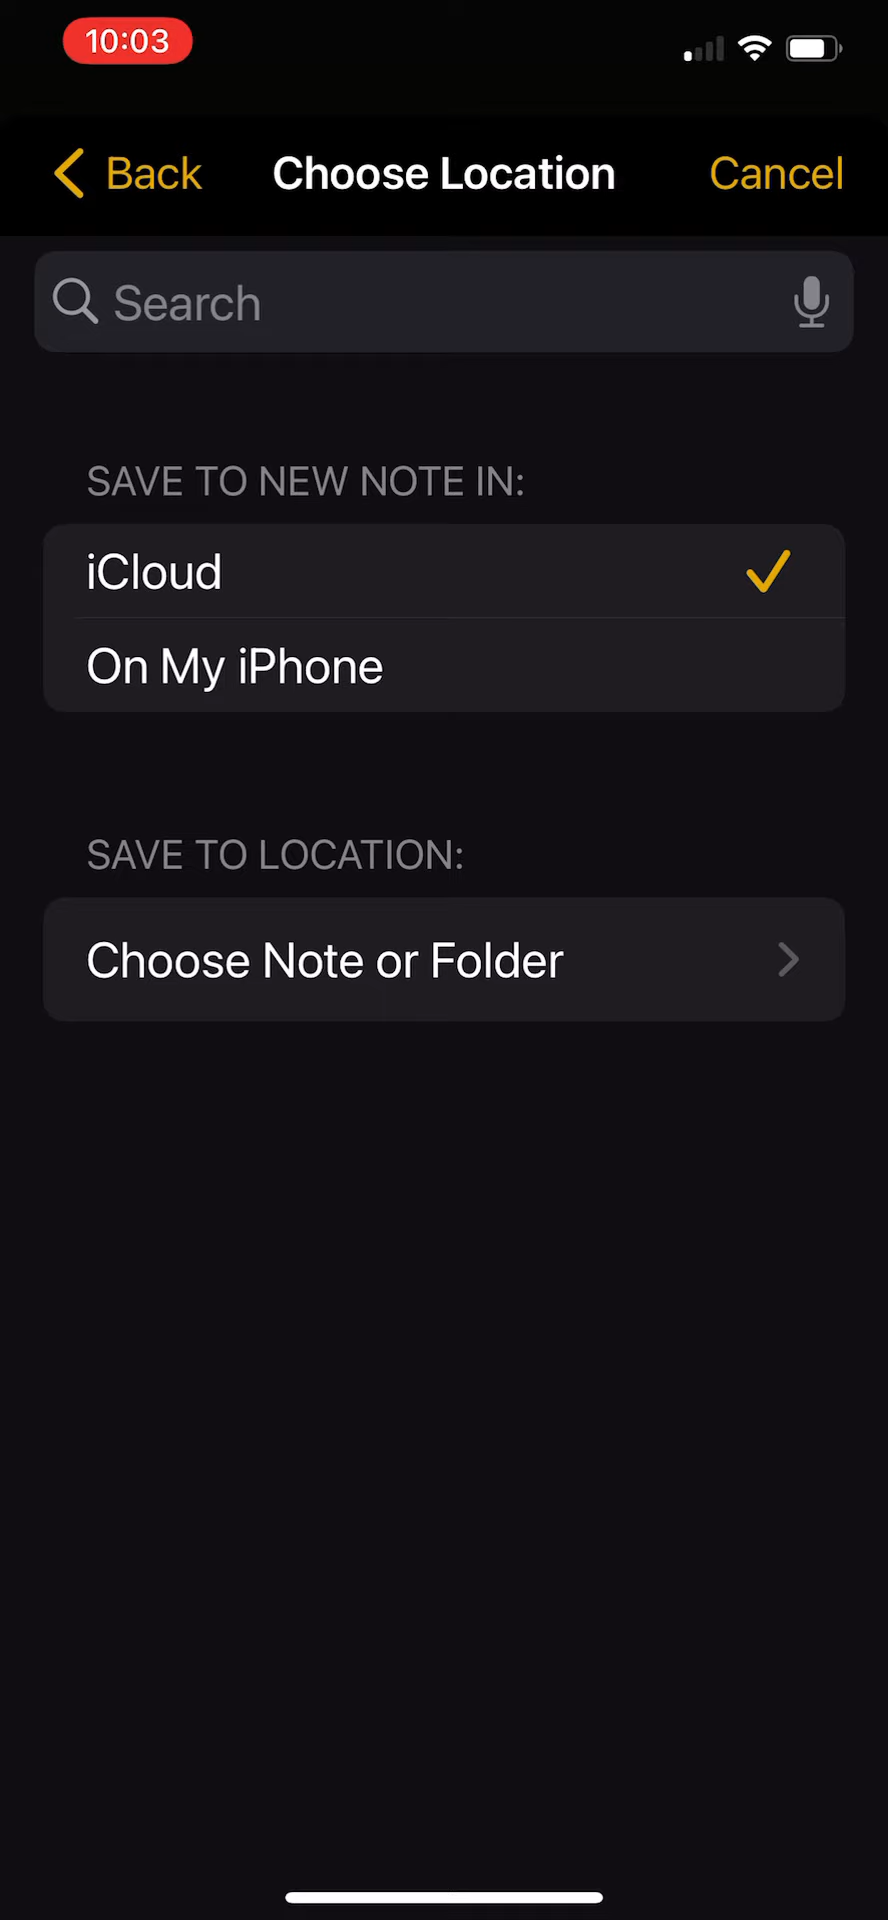 10:03
Back
Choose Location
Cancel
Search
SAVE TO NEW NOTE IN:
iCloud
On My iPhone
SAVE TO LOCATION:
Choose Note or Folder